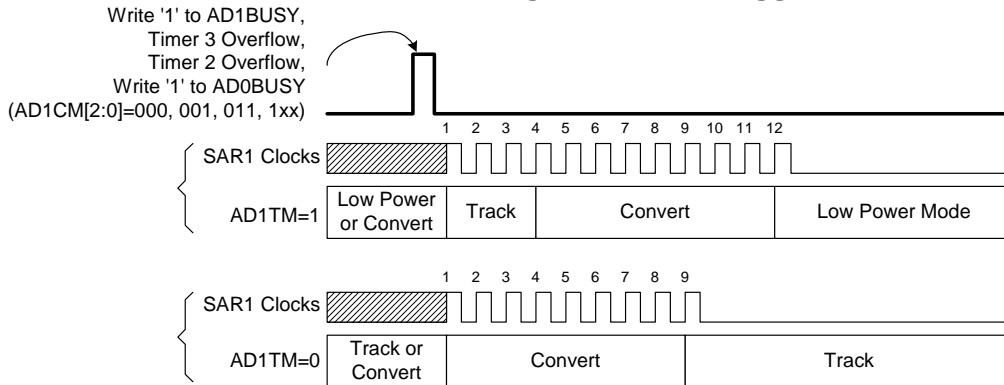 Write '1' to AD1BUSY,
Timer 3 Overflow,
Timer 2 Overflow,
Write '1' to AD0BUSY
(AD1CM[2:0]=000, 001, 011, 1xx)
1 2 3 4 5 6 7 8 9 10 11 12
SAR1 Clocks
AD1TM=1
Low Power
or Convert
Track
Convert
Low Power Mode
1 2 3 4 5 6 7 8 9
SAR1 Clocks
AD1TM=0
Track or
Convert
Convert
Track